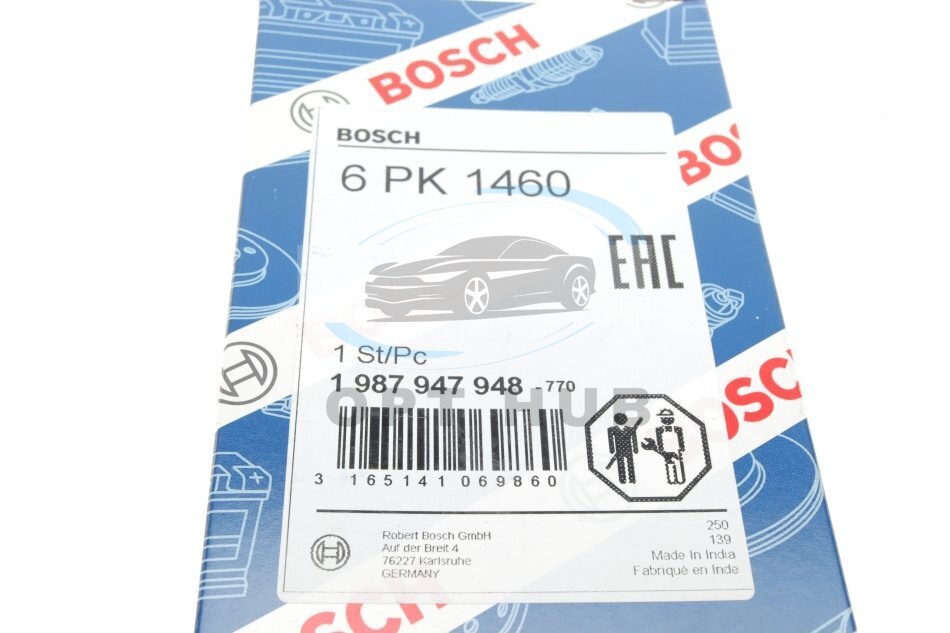 BOSCH
BOSCH
BOSCH
6 PK 1460
EAC
1 St/Pc
1 987 947 948 -770
OPT HUB
3 165141 069860
BOSCH
Robert Bosch GmbH
Auf der Breit 4
76227 Karlsruhe
GERMANY
250
139
Made In India
Fabriqué en Inde